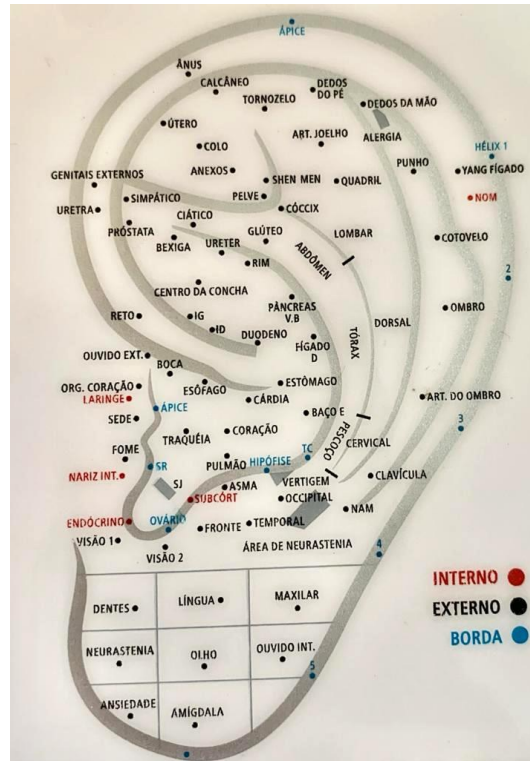 ÁPICE
ÂNUS
CALCÂNEO
DEDOS
DO PÉ
TORNOZELO
DEDOS DA MÃO
ÚTERO
ALERGIA
ART. JOELHO
COLO
HÉLIX 1
PUNHO
YANG FÍGADO
ANEXOS
GENITAIS EXTERNOS
SHEN MEN
QUADRIL
SIMPÁTICO
PELVE
NOM
URETRA
CÓCCIX
CIÁTICO
PRÓSTATA
GLÚTEO
LOMBAR
COTOVELO
BEXIGA
URETER
ABDÔMEN
RIM
2
CENTRO DA CONCHA
PÂNCREAS
V.B
OMBRO
RETO
IG
DORSAL
ID
TÓRAX
DUODENO
FÍGADO
D
OUVIDO EXT.
BOCA
ORG. CORAÇÃO
ESÔFAGO
ESTÔMAGO
LARINGE
CÁRDIA
ART. DO OMBRO
ÁPICE
BAÇO E
SEDE
3
TRAQUÉIA
CORAÇÃO
PESCOÇO
CERVICAL
FOME
TC
SR
PULMÃO
HIPÓFISE
NARIZ INT.
SJ
ASMA
VERTIGEM
CLAVÍCULA
SUBCÓRT
OCCIPITAL
NAM
ENDÓCRINO
OVÁRIO
FRONTE
TEMPORAL
VISÃO 1
VISÃO 2
ÁREA DE NEURASTENIA
4
INTERNO
DENTES
LÍNGUA
MAXILAR
EXTERNO
BORDA
NEURASTENIA
OLHO
OUVIDO INT.
5
ANSIEDADE
AMÍGDALA